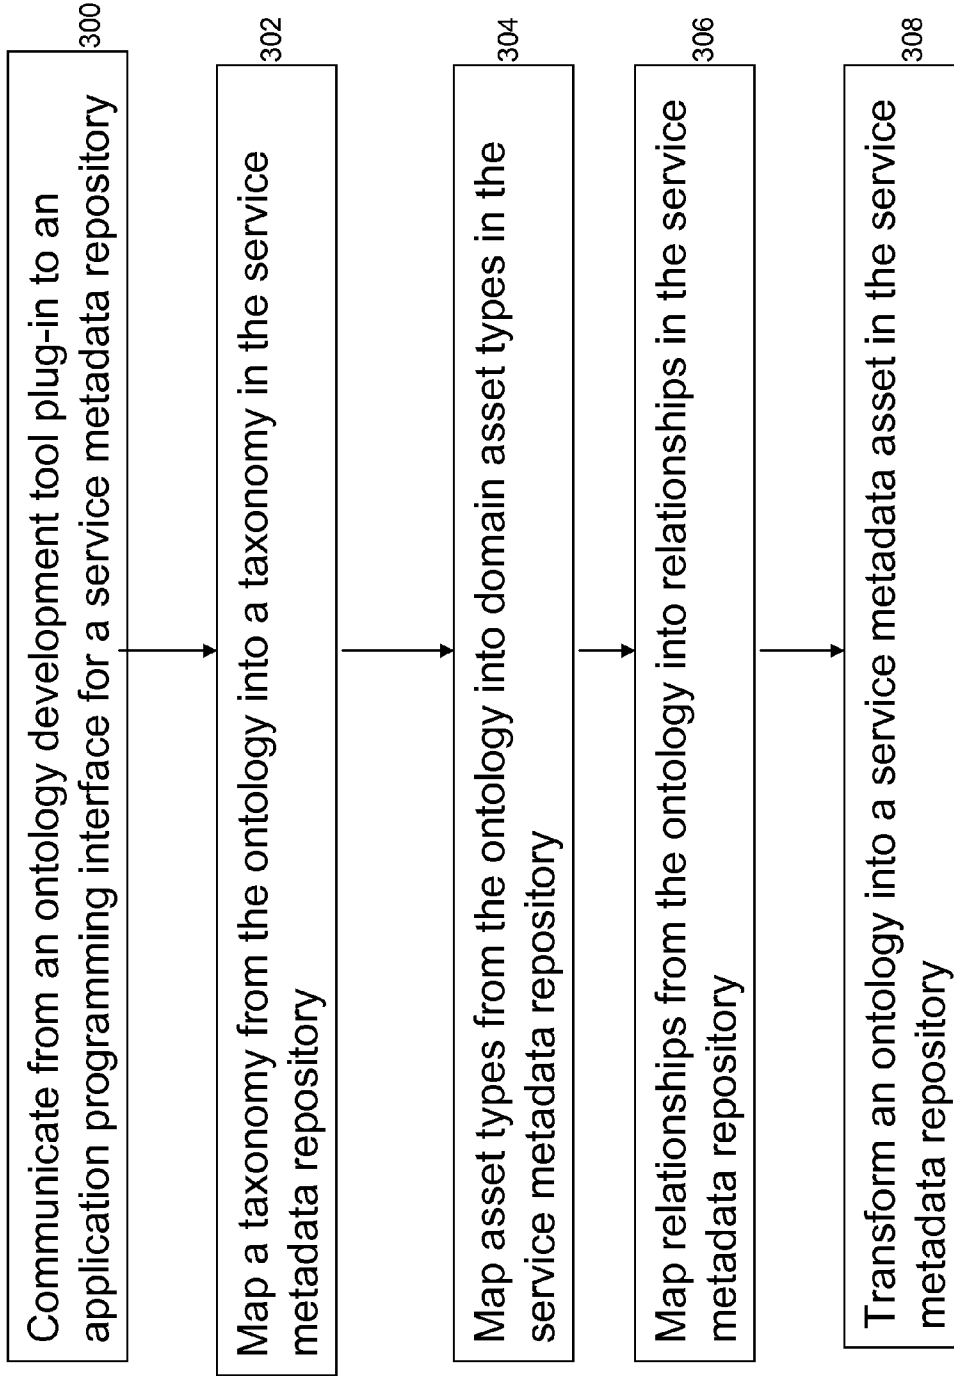 300
Communicate from an ontology development tool plug-in to an
application programming interface for a service metadata repository
302
Map a taxonomy from the ontology into a taxonomy in the service
metadata repository
304
Map asset types from the ontology into domain asset types in the
service metadata repository
306
Map relationships from the ontology into relationships in the service
metadata repository
308
Transform an ontology into a service metadata asset in the service
metadata repository